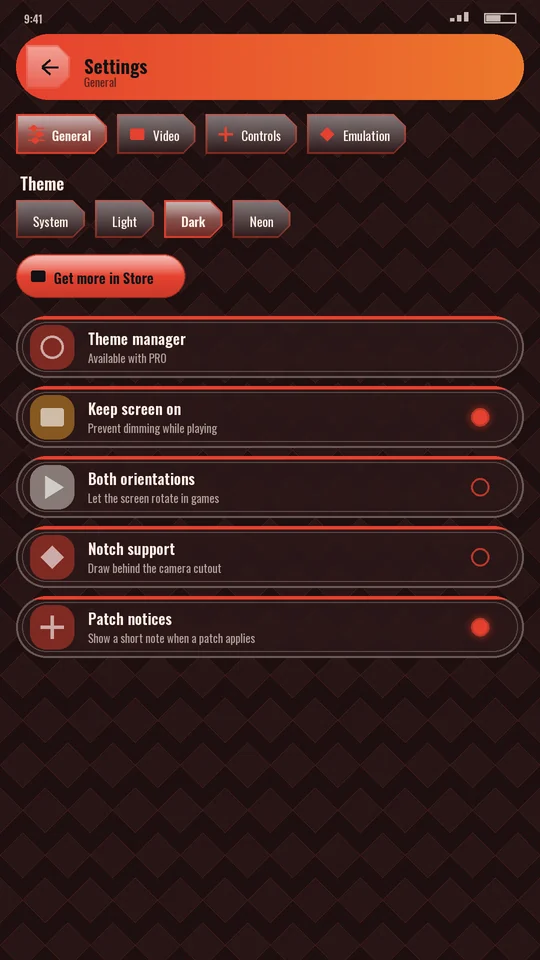 9:41
Settings
General
General
Video
Controls
Emulation
Theme
System
Light
Dark
Neon
Get more in Store
Theme manager
Available with PRO
Keep screen on
Prevent dimming while playing
Both orientations
Let the screen rotate in games
Notch support
Draw behind the camera cutout
Patch notices
Show a short note when a patch applies